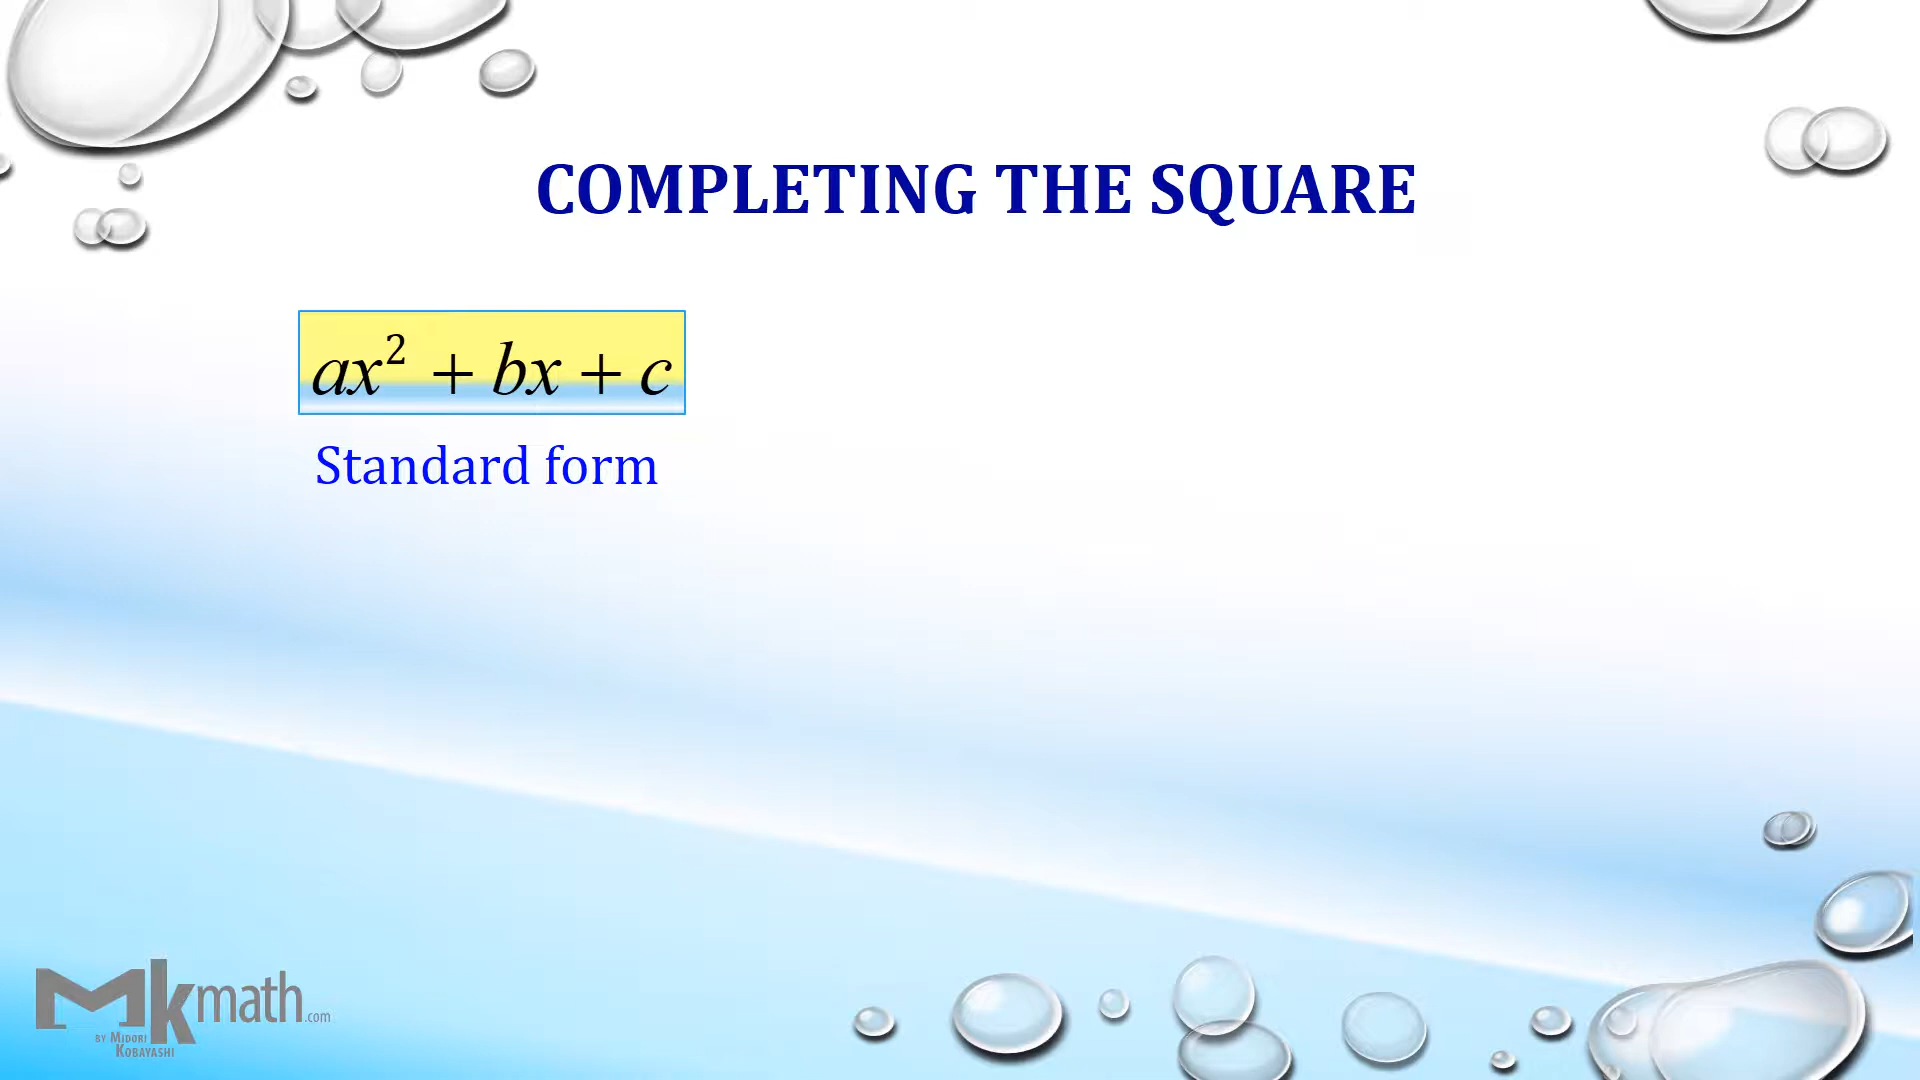 COMPLETING THE SQUARE
ax² + bx + c
Standard form
Mkmath.com
BY MIDORI
KOBAYASHI